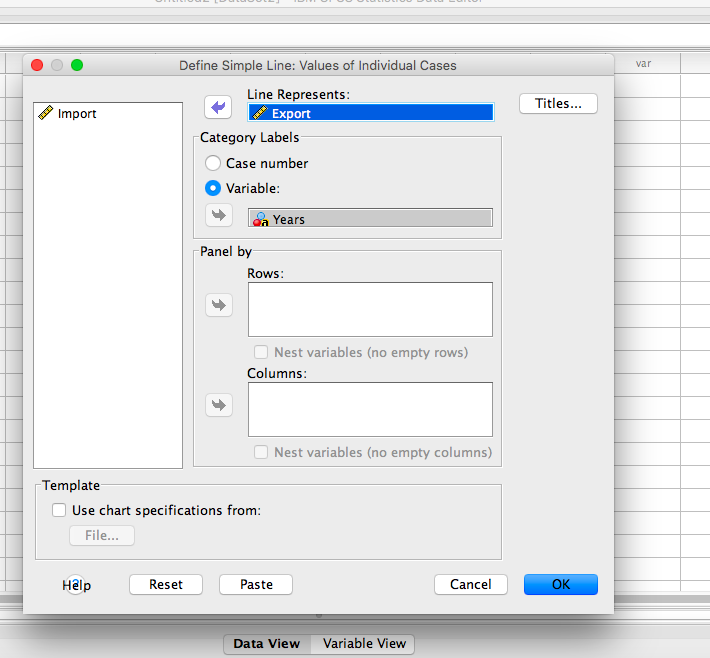 Untitled2 [DataSet2] - IBM SPSS Statistics Data Editor
Define Simple Line: Values of Individual Cases
var
Line Represents:
Titles...
Import
Export
Category Labels
Case number
Variable:
Years
Panel by
Rows:
Nest variables (no empty rows)
Columns:
Nest variables (no empty columns)
Template
Use chart specifications from:
File...
Help
Reset
Paste
Cancel
OK
Data View
Variable View